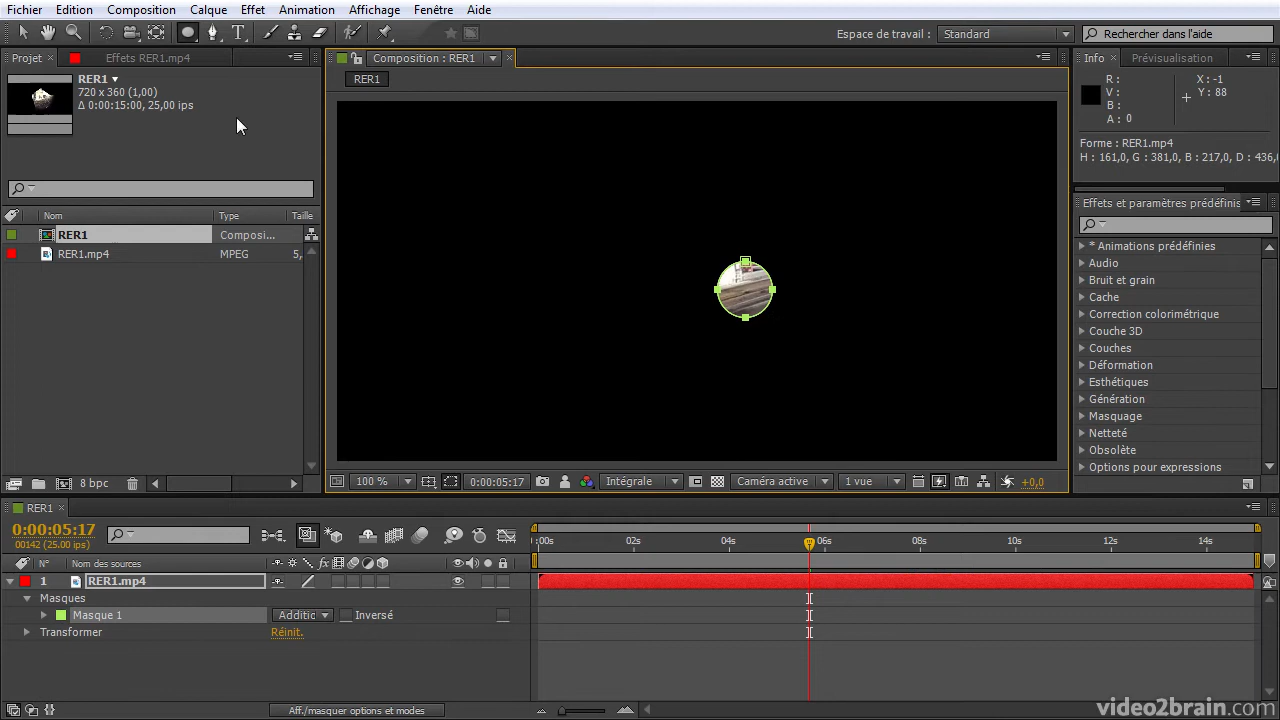 Fichier Edition Composition Calque Effet Animation Affichage Fenêtre Aide
T Espace de travail : Standard Rechercher dans l'aide
Projet Effets RER1.mp4 Composition : RER1 Info Prévisualisation
RER1
720 x 360 (1,00)
Δ 0:00:15:00, 25,00 ips
RER1
R :
V :
B :
A : 0
X : -1
Y : 88
Forme : RER1.mp4
H : 161,0, G : 381,0, B : 217,0, D : 436,0
Effets et paramètres prédéfinis
Nom Type Taille
RER1 Composi...
RER1.mp4 MPEG 5,
* Animations prédéfinies
Audio
Bruit et grain
Cache
Correction colorimétrique
Couche 3D
Couches
Déformation
Esthétiques
Génération
Masquage
Netteté
Obsolète
Options pour expressions
8 bpc
100 % 0:00:05:17 Intégrale Caméra active 1 vue +0,0
RER1
0:00:05:17
00142 (25.00 ips)
:00s 02s 04s 06s 08s 10s 12s 14s
N° Nom des sources fx
1 RER1.mp4
Masques
Masque 1 Additic Inversé
Transformer Réinit.
Aff./masquer options et modes
video2brain.com